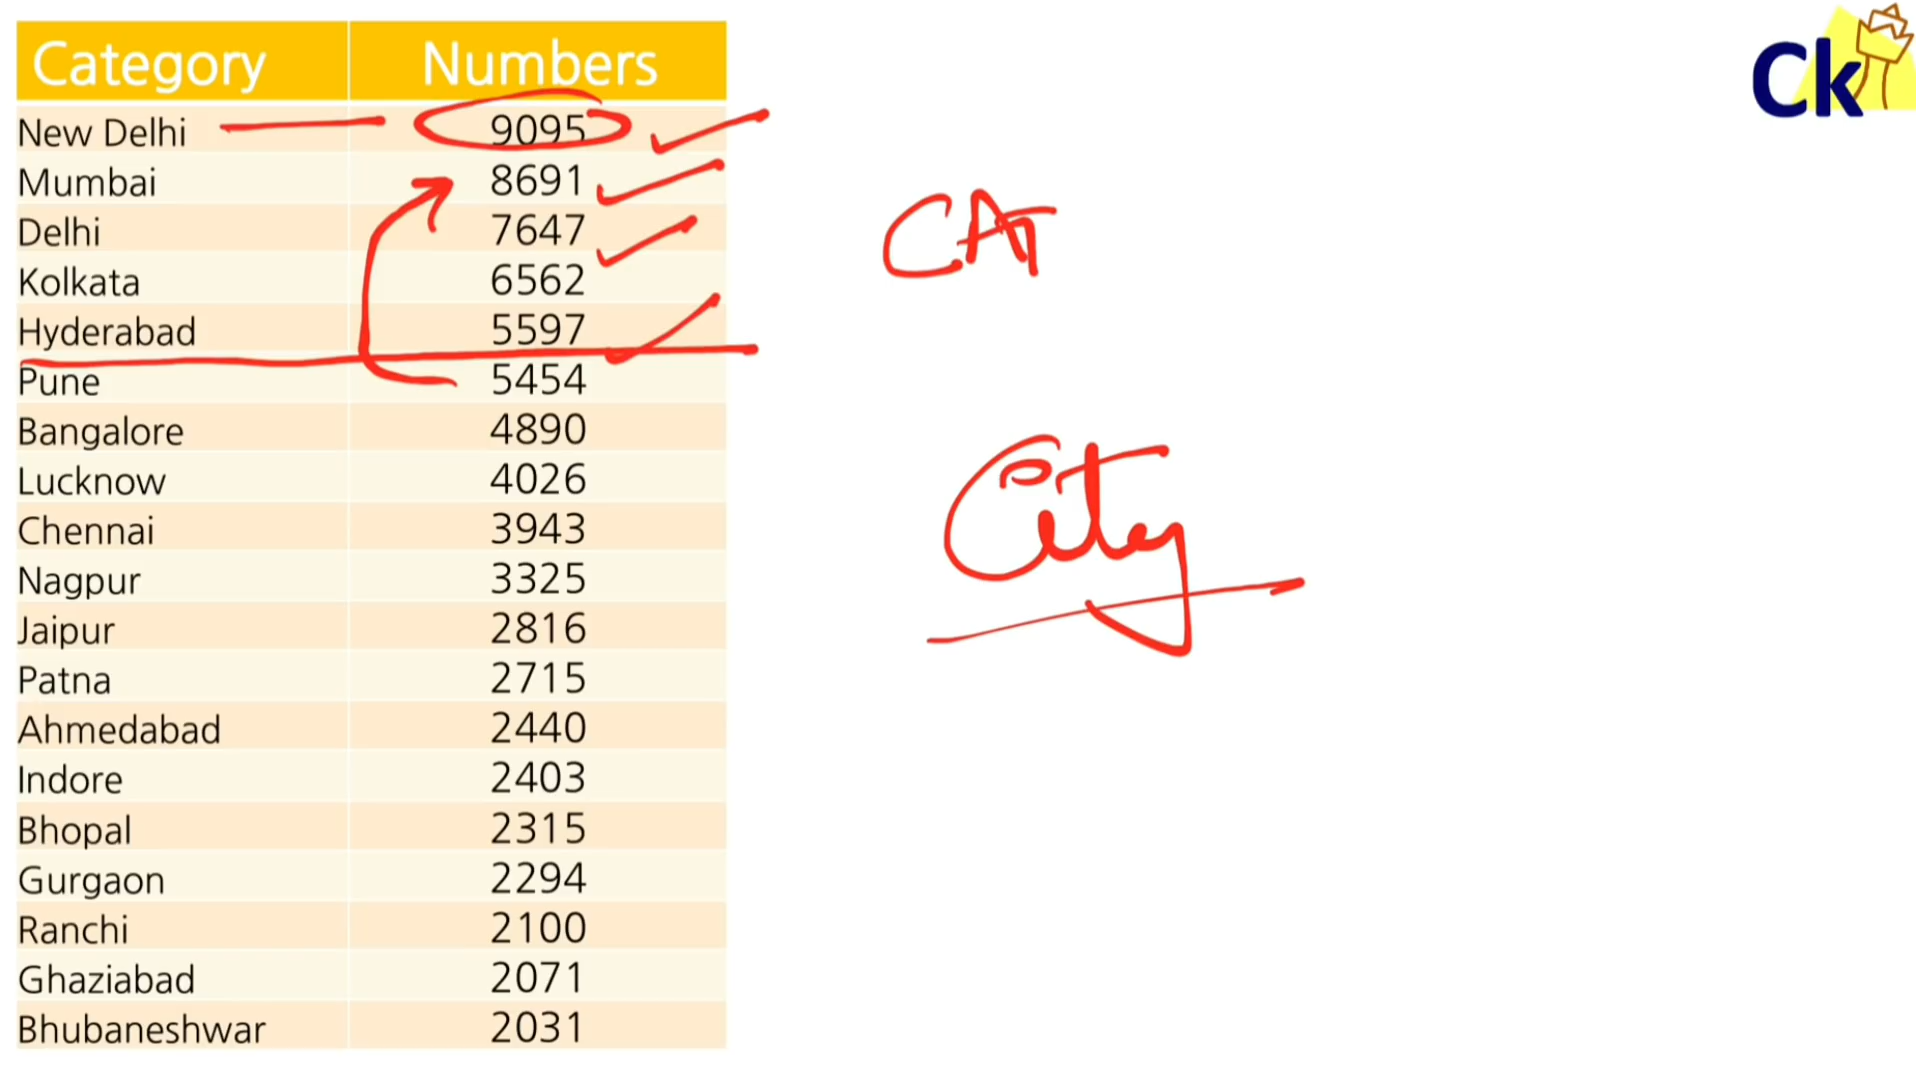 Category Numbers
New Delhi 9095
Mumbai 8691
Delhi 7647
Kolkata 6562
Hyderabad 5597
Pune 5454
Bangalore 4890
Lucknow 4026
Chennai 3943
Nagpur 3325
Jaipur 2816
Patna 2715
Ahmedabad 2440
Indore 2403
Bhopal 2315
Gurgaon 2294
Ranchi 2100
Ghaziabad 2071
Bhubaneshwar 2031
CAT
City
Ck